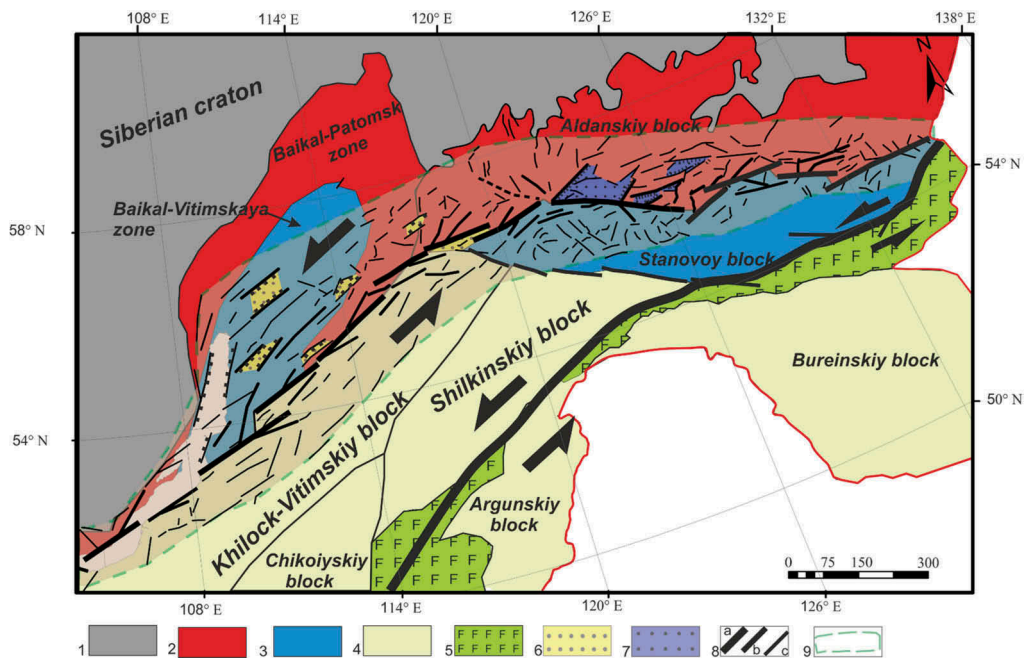 108° E
114° E
120° E
126° E
132° E
138° E
N
Siberian craton
Baikal-Patomsk
zone
Aldanskiy block
54° N
Baikal-Vitimskaya
zone
58° N
Stanovoy block
Bureinskiy block
Shilkinskiy block
50° N
54° N
Khilock-Vitimskiy block
Argunskiy
block
Chikoiyskiy
block
0 75 150 300
108° E
114° E
120° E
126° E
1
2
3
4
5
F F F F F
F F F F F
6
7
8
a
b
c
9